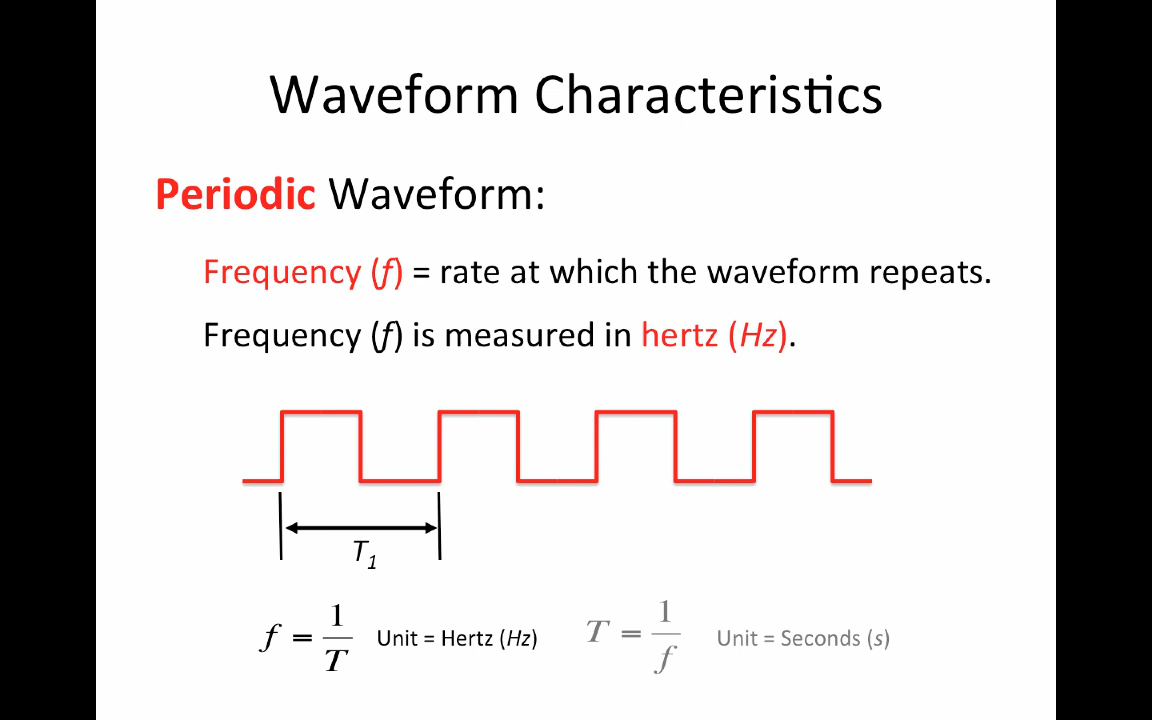 Waveform Characteristics
Periodic Waveform:
Frequency (f) = rate at which the waveform repeats.
Frequency (f) is measured in hertz (Hz).
T₁
f = 1/T Unit = Hertz (Hz) T = 1/f Unit = Seconds (s)